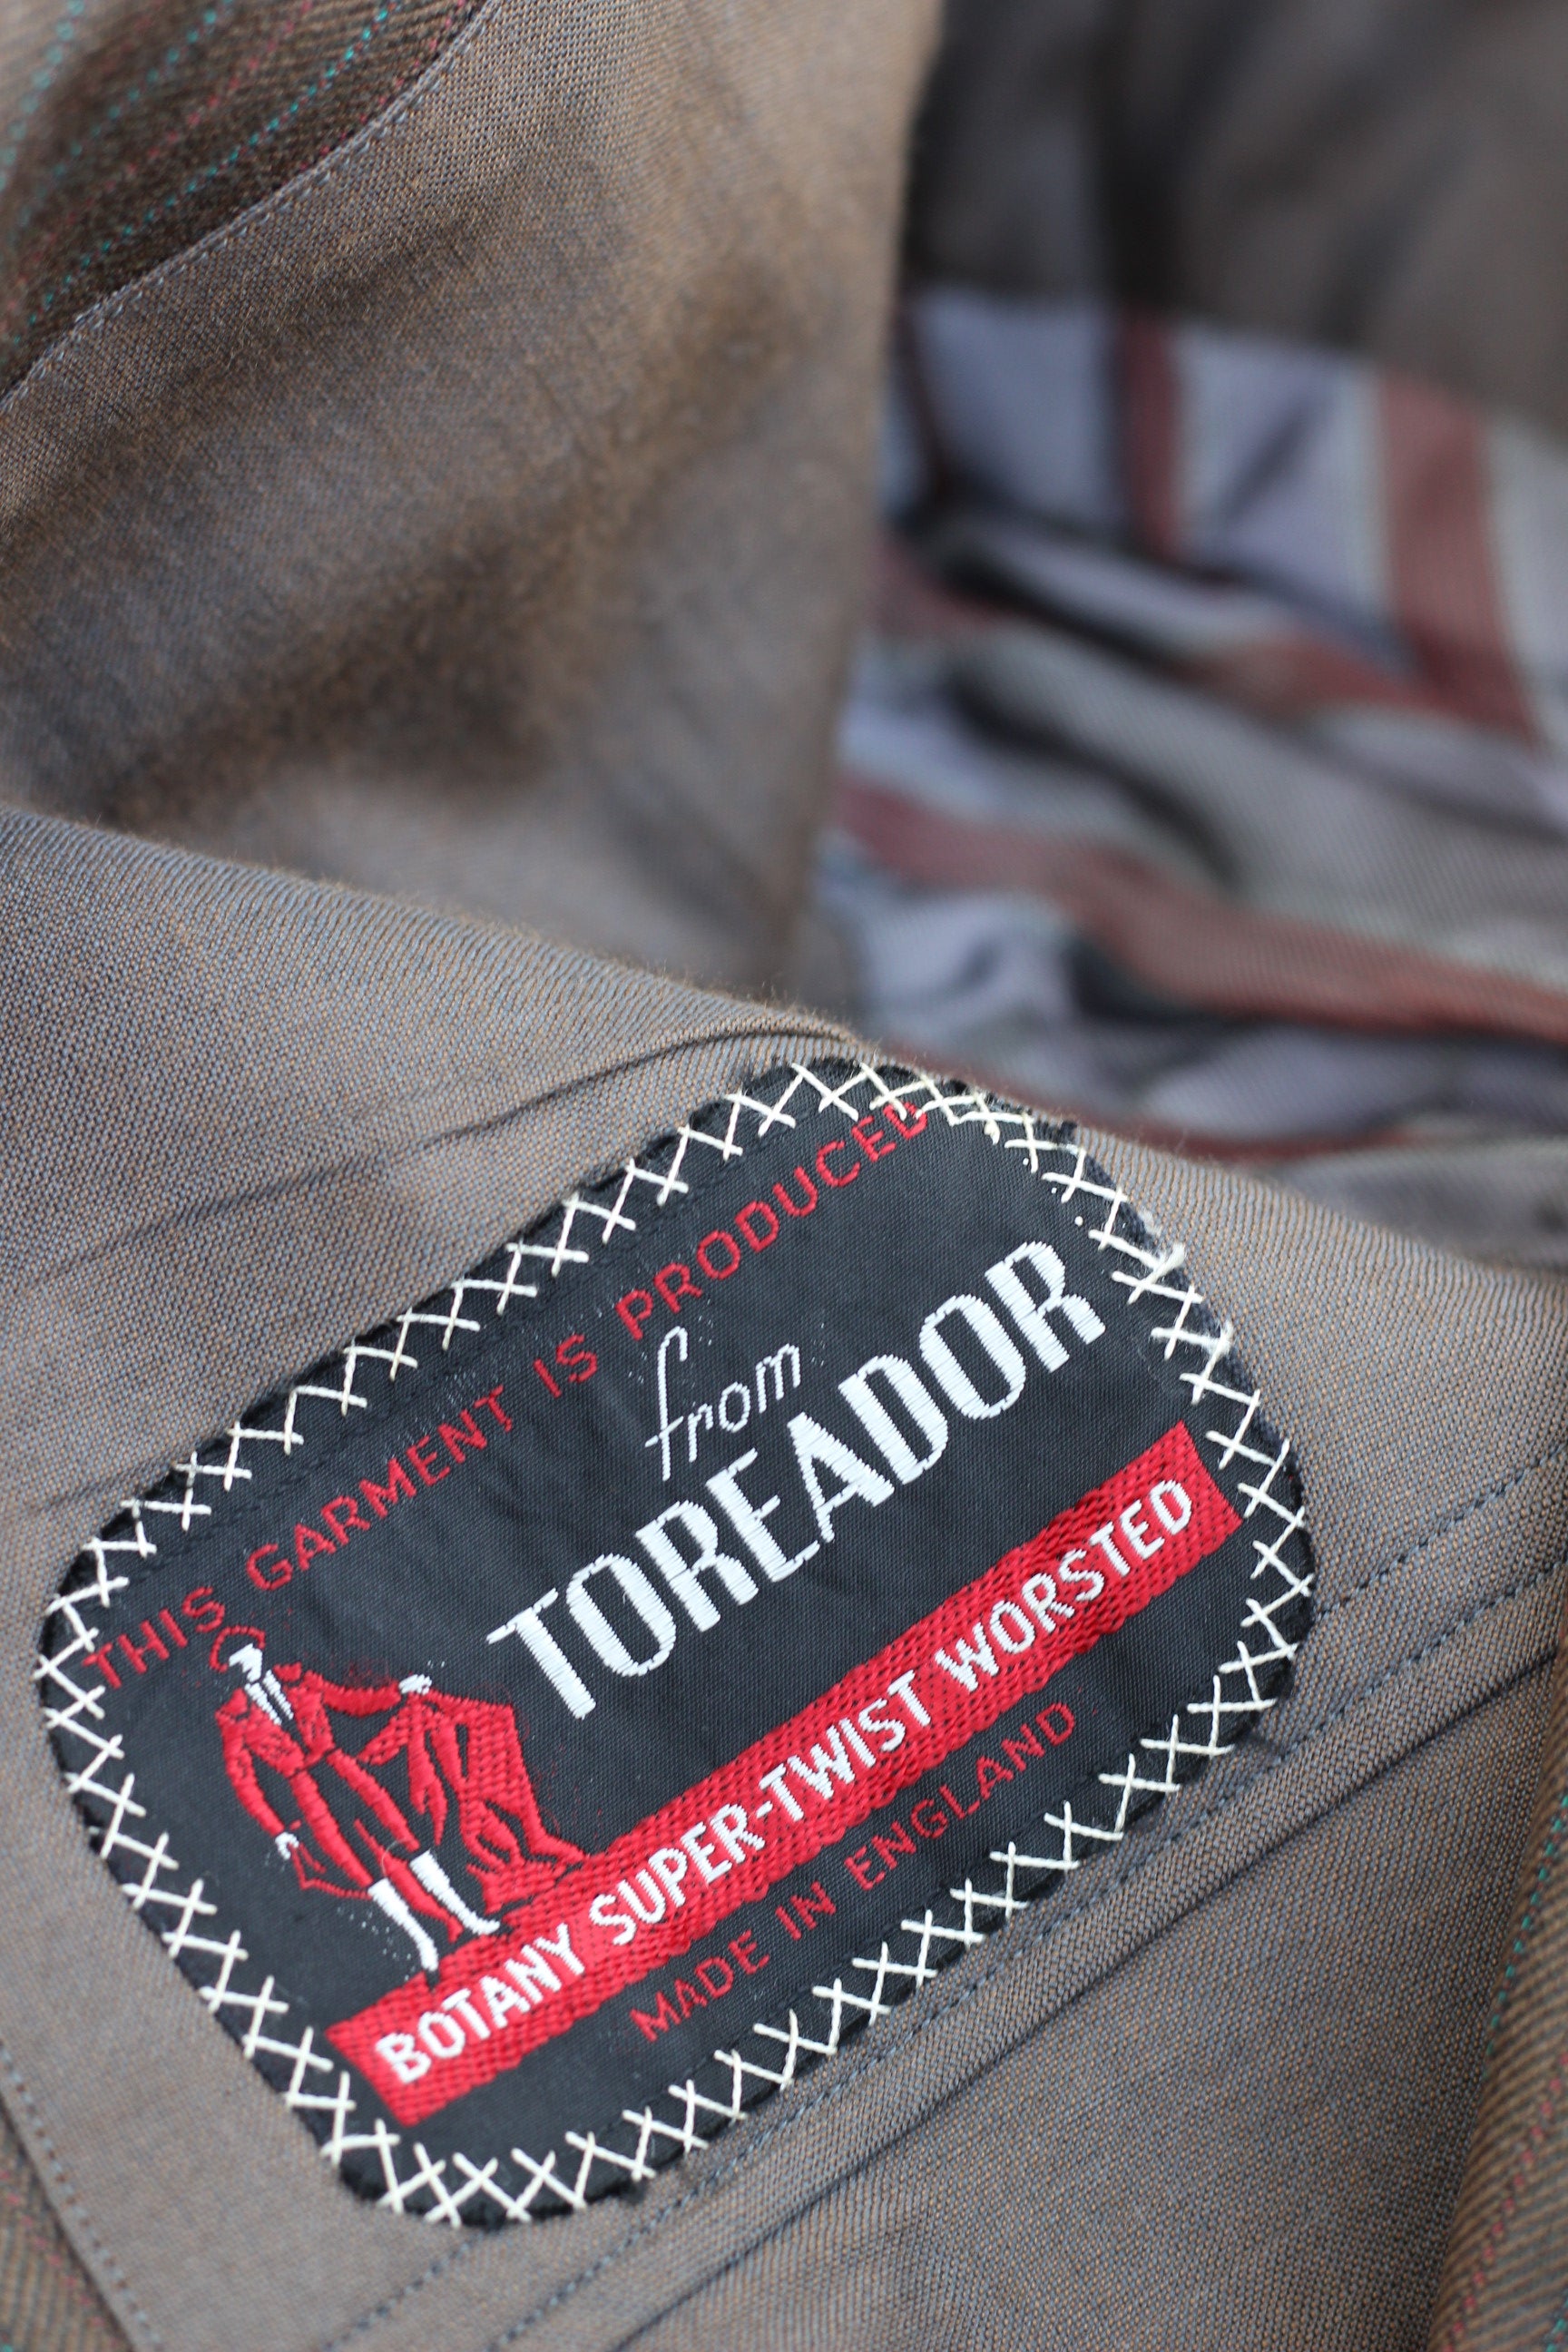 THIS GARMENT IS PRODUCED
from
TOREADOR
BOTANY SUPER-TWIST WORSTED
MADE IN ENGLAND